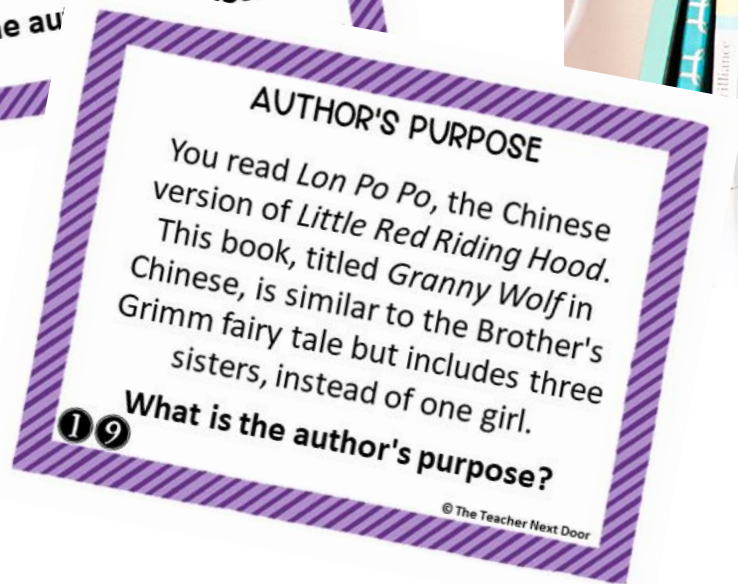 e au
AUTHOR'S PURPOSE
You read Lon Po Po, the Chinese
version of Little Red Riding Hood.
This book, titled Granny Wolf in
Chinese, is similar to the Brother's
Grimm fairy tale but includes three
sisters, instead of one girl.
What is the author's purpose?
19
© The Teacher Next Door